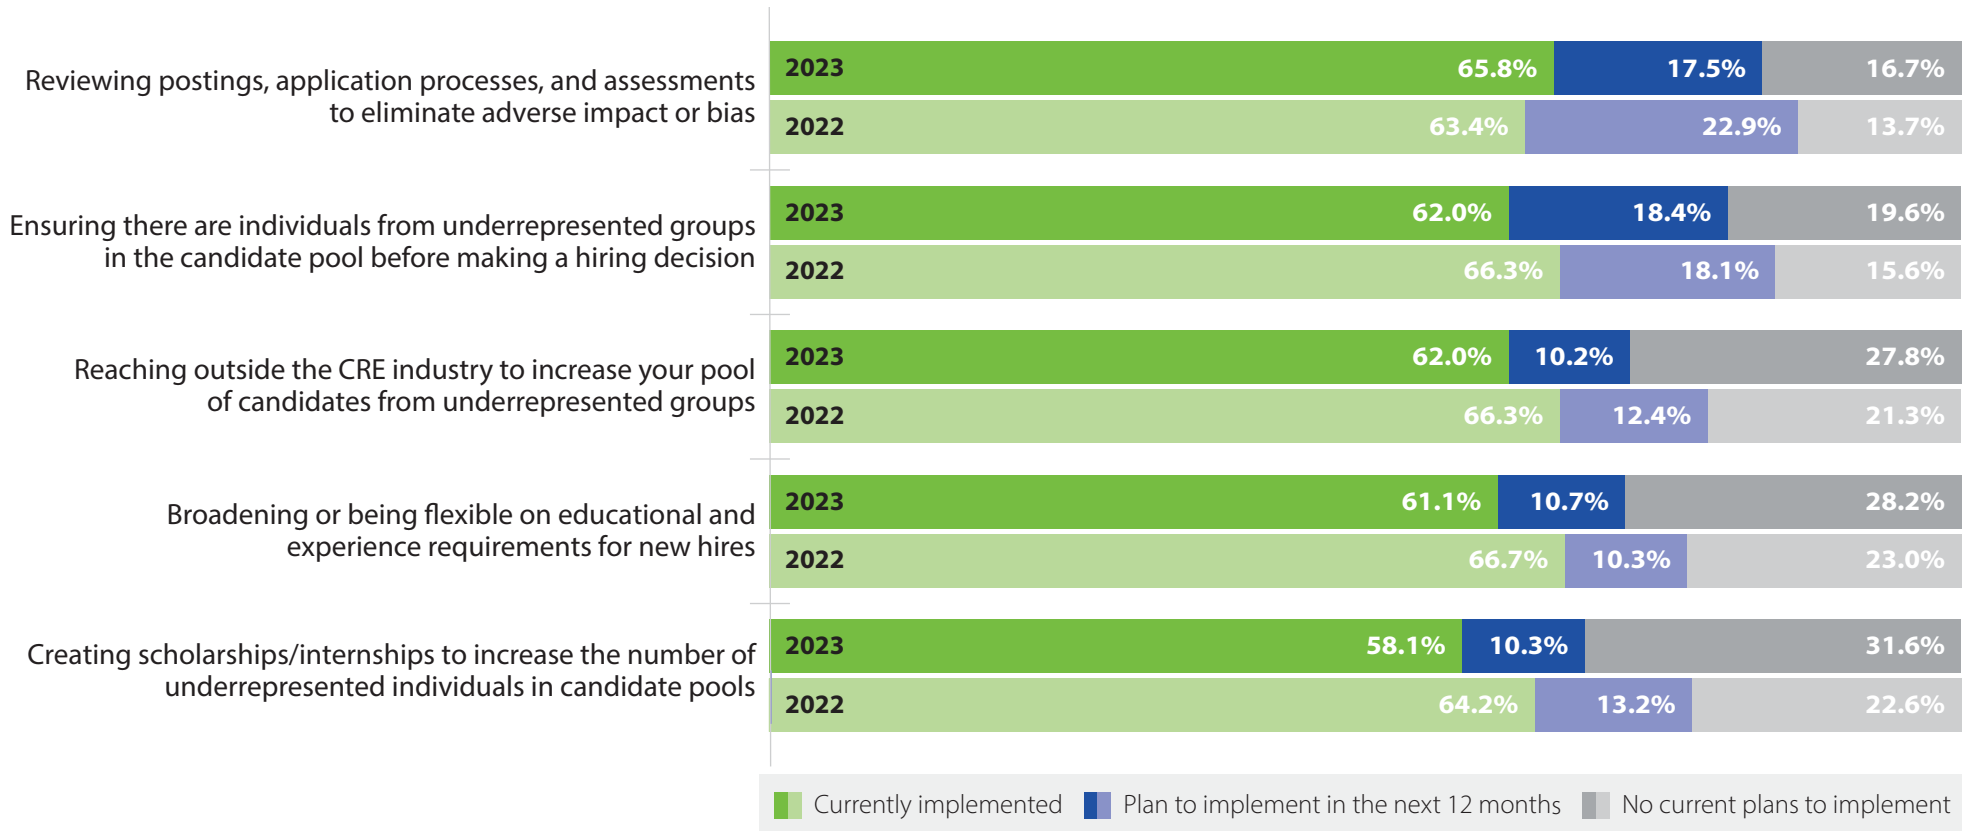 Reviewing postings, application processes, and assessments
to eliminate adverse impact or bias
2023 65.8% 17.5% 16.7%
2022 63.4% 22.9% 13.7%
Ensuring there are individuals from underrepresented groups
in the candidate pool before making a hiring decision
2023 62.0% 18.4% 19.6%
2022 66.3% 18.1% 15.6%
Reaching outside the CRE industry to increase your pool
of candidates from underrepresented groups
2023 62.0% 10.2% 27.8%
2022 66.3% 12.4% 21.3%
Broadening or being flexible on educational and
experience requirements for new hires
2023 61.1% 10.7% 28.2%
2022 66.7% 10.3% 23.0%
Creating scholarships/internships to increase the number of
underrepresented individuals in candidate pools
2023 58.1% 10.3% 31.6%
2022 64.2% 13.2% 22.6%
Currently implemented Plan to implement in the next 12 months No current plans to implement